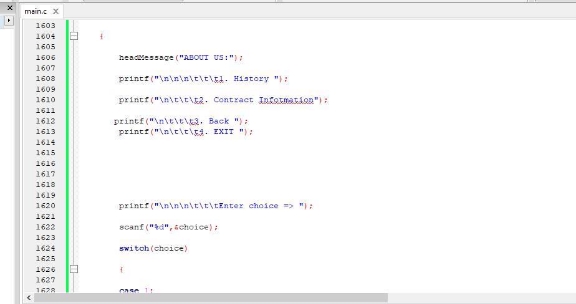 main.c X
1603
1604 {
1605
1606 headMessage("ABOUT US:");
1607
1608 printf("\n\n\n\t\t\t1. History ");
1609
1610 printf("\n\t\t\t2. Contract Information");
1611
1612 printf("\n\t\t\t3. Back ");
1613 printf("\n\t\t\t4. EXIT ");
1614
1615
1616
1617
1618
1619
1620 printf("\n\n\n\t\t\tEnter choice => ");
1621
1622 scanf("%d",&choice);
1623
1624 switch(choice)
1625
1626 {
1627
1628 case 1: